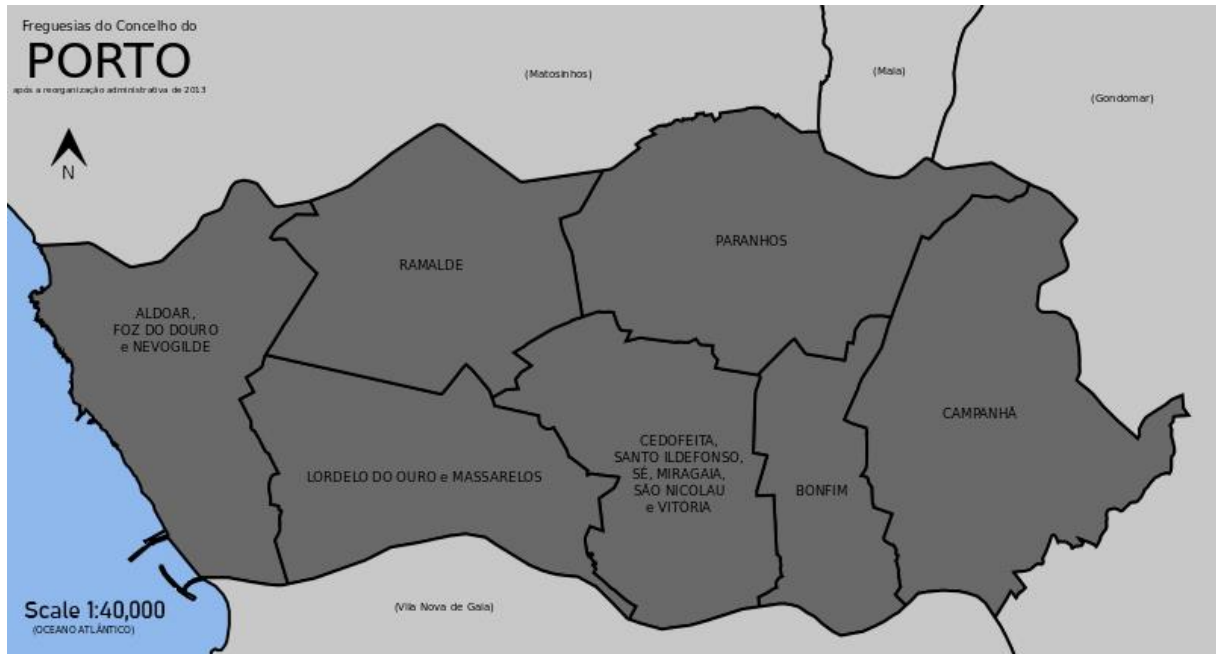 Freguesias do Concelho do
PORTO
após a reorganização administrativa de 2013
N
(Matosinhos)
(Maia)
(Gondomar)
PARANHOS
RAMALDE
ALDOAR,
FOZ DO DOURO
e NEVOGILDE
CAMPANHÃ
CEDOFEITA,
SANTO ILDEFONSO,
SÉ, MIRAGAIA,
SÃO NICOLAU
e VITÓRIA
LORDELO DO OURO e MASSARELOS
BONFIM
(Vila Nova de Gaia)
Scale 1:40,000
(OCEANO ATLÂNTICO)